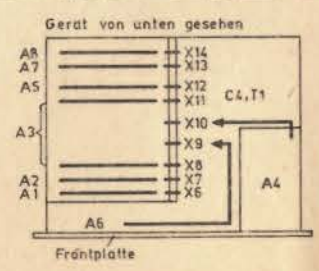 Gerät von unten gesehen
A8 X14
A7 X13
A5 X12
X11
C4,T1
X10
A3
X9
X8
A2 X7
A1 X6
A4
A6
Frontplatte